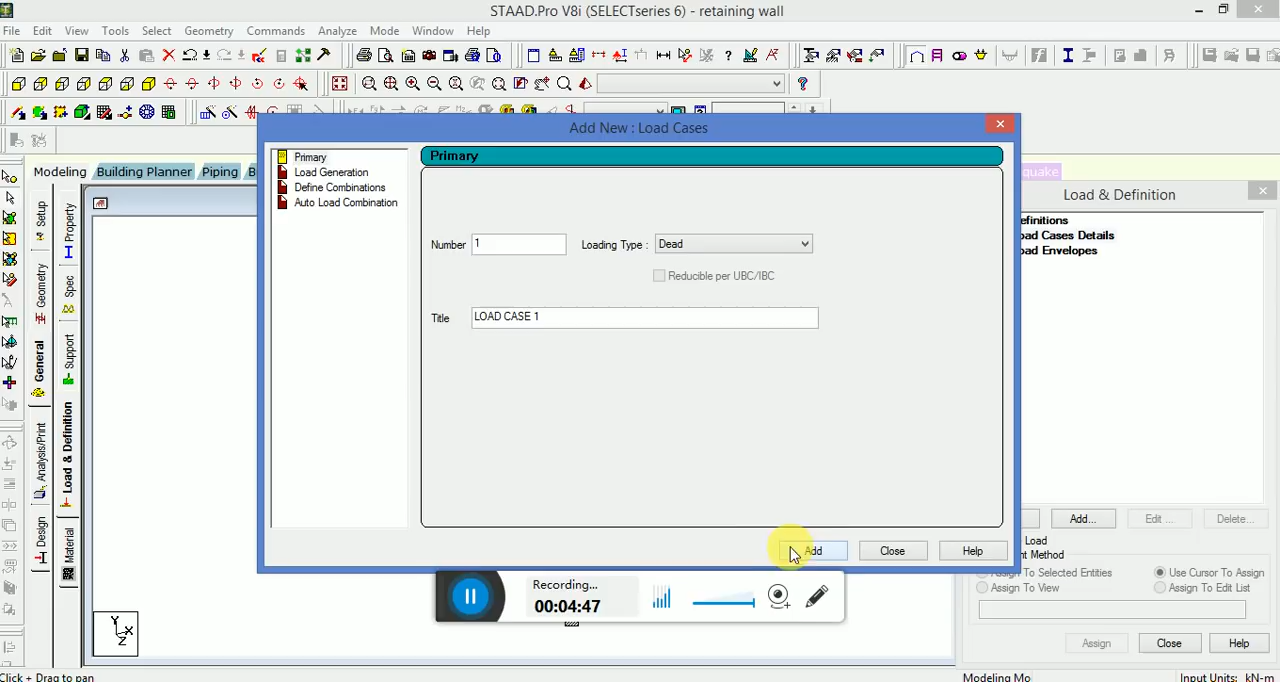 STAAD.Pro V8i (SELECTseries 6) - retaining wall
File Edit View Tools Select Geometry Commands Analyze Mode Window Help
Add New : Load Cases
Modeling Building Planner Piping B
quake
Setup
Geometry
General
Analysis/Print
Design
Property
Spec
Support
Load & Definition
Material
Primary
Load Generation
Define Combinations
Auto Load Combination
Primary
Number 1 Loading Type : Dead
Reducible per UBC/IBC
Title LOAD CASE 1
Add Close Help
Load & Definition
efinitions
oad Cases Details
oad Envelopes
Add... Edit ... Delete...
Load
nt Method
Assign To Selected Entities Use Cursor To Assign
Assign To View Assign To Edit List
Assign Close Help
Recording...
00:04:47
Y
X
Z
Click + Drag to pan Modeling Mo Input Units: kN-m